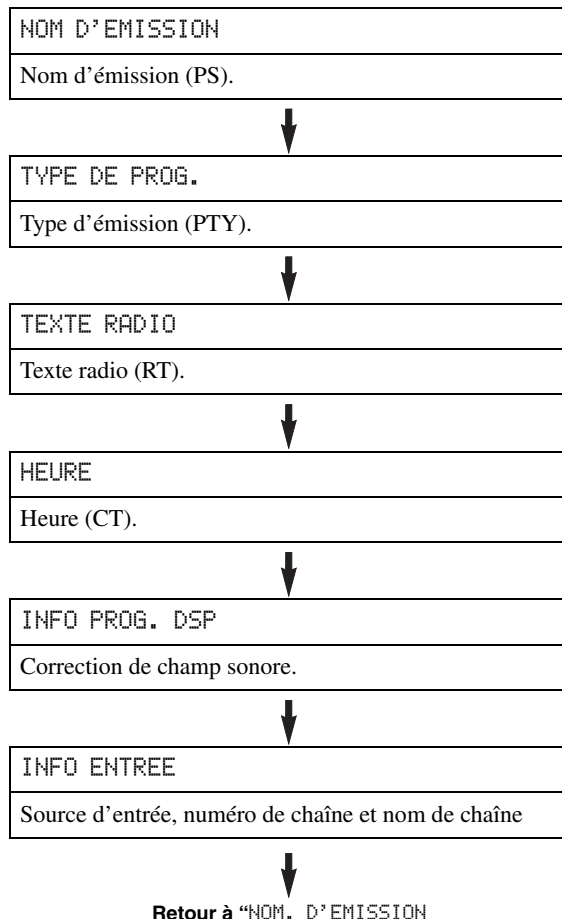 NOM D'EMISSION
Nom d'émission (PS).
TYPE DE PROG.
Type d'émission (PTY).
TEXTE RADIO
Texte radio (RT).
HEURE
Heure (CT).
INFO PROG. DSP
Correction de champ sonore.
INFO ENTREE
Source d'entrée, numéro de chaîne et nom de chaîne
Retour à “NOM. D'EMISSION